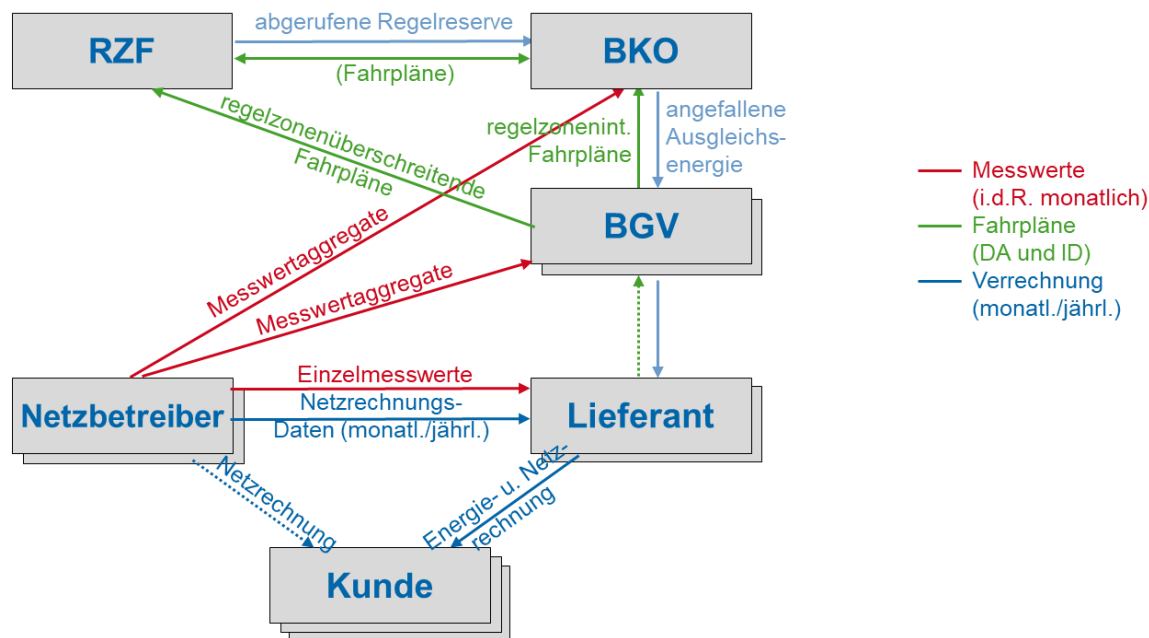 abgerufene Regelreserve
RZF
BKO
(Fahrpläne)
regelzonenüberschreitende
Fahrpläne
regelzonenint.
Fahrpläne
angefallene
Ausgleichs-
energie
Messwertaggregate
BGV
Messwertaggregate
Messwerte
(i.d.R. monatlich)
Fahrpläne
(DA und ID)
Verrechnung
(monatl./jährl.)
Einzelmesswerte
Netzbetreiber
Netzrechnungs-
Daten (monatl./jährl.)
Lieferant
Netzrechnung
Energie- u. Netz-
rechnung
Kunde